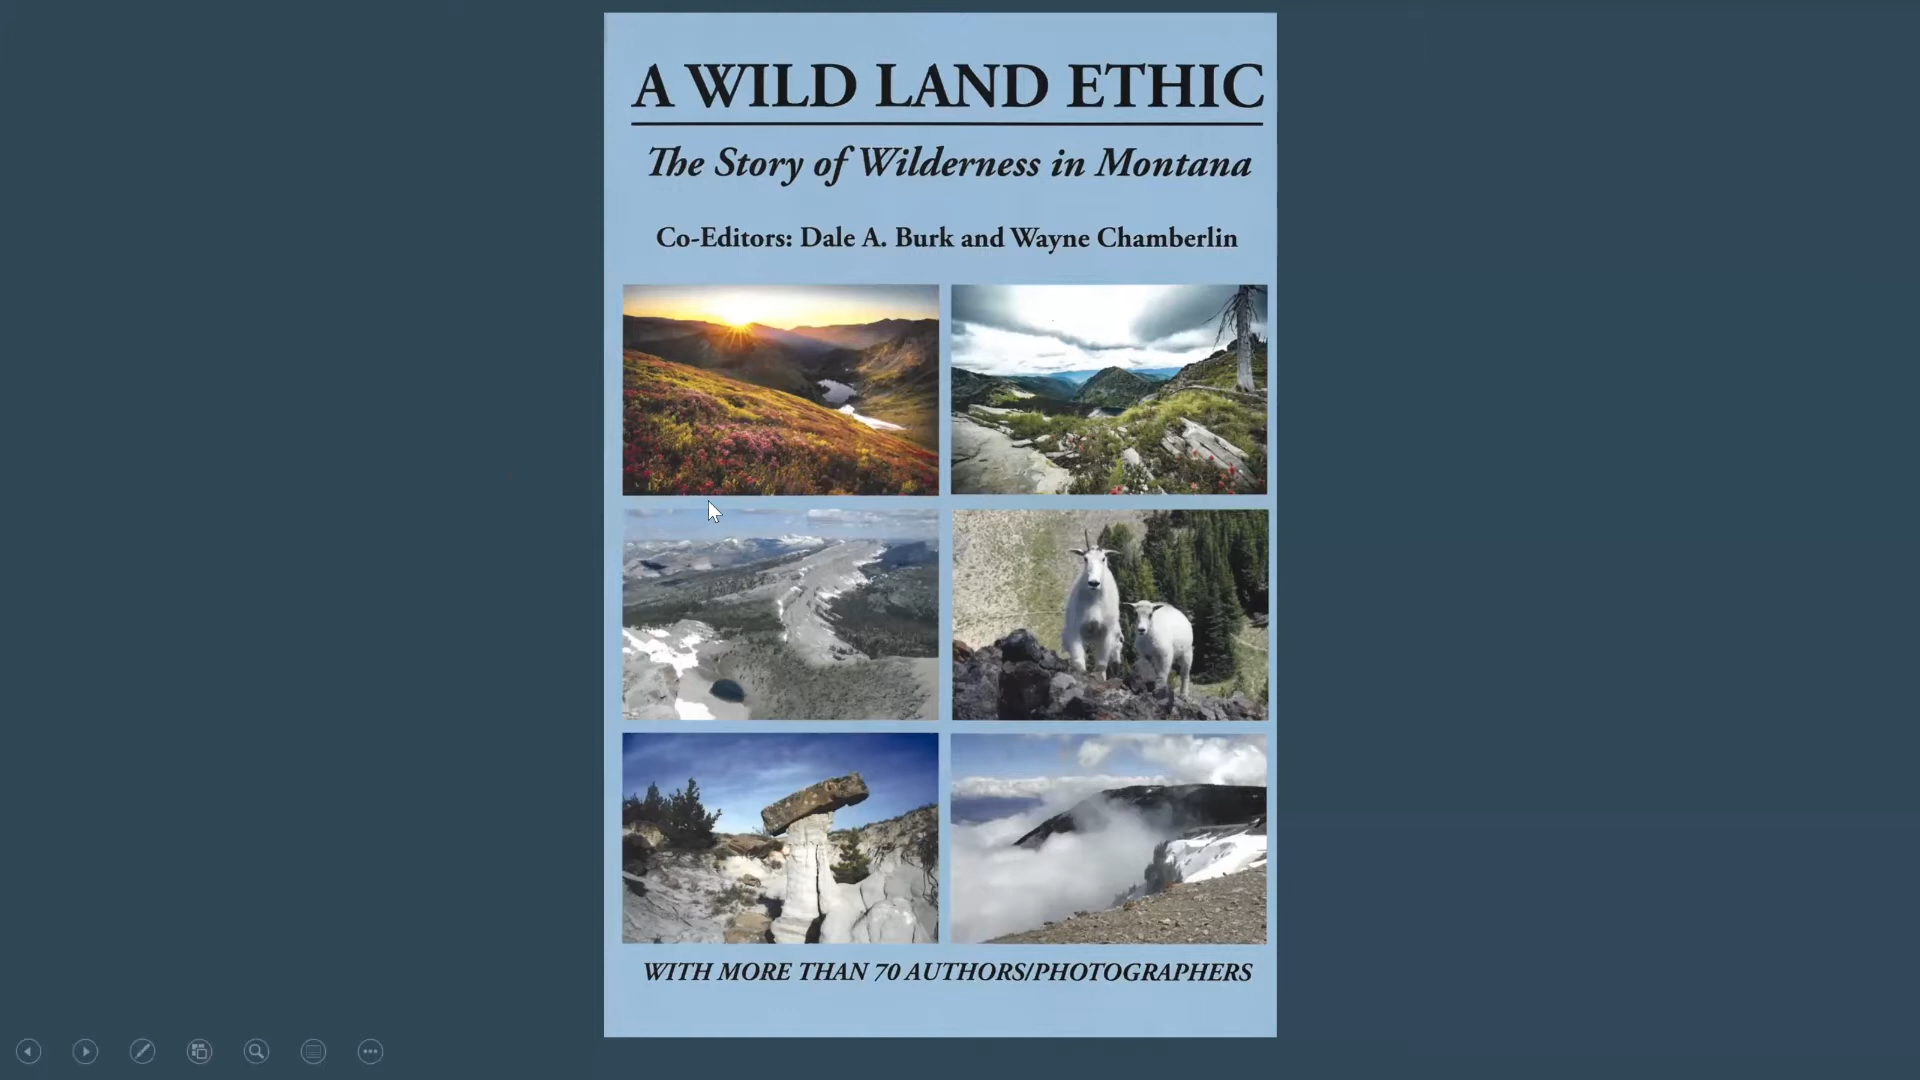 A WILD LAND ETHIC
The Story of Wilderness in Montana
Co-Editors: Dale A. Burk and Wayne Chamberlin
WITH MORE THAN 70 AUTHORS/PHOTOGRAPHERS